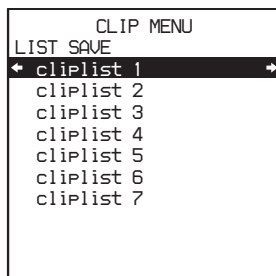 CLIP MENU
LIST SAVE
cliplist 1
cliplist 2
cliplist 3
cliplist 4
cliplist 5
cliplist 6
cliplist 7